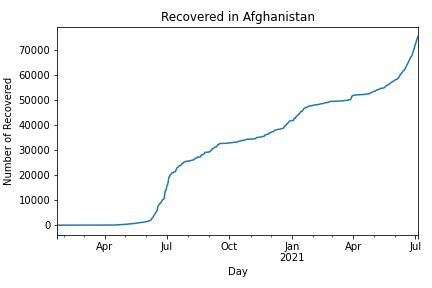 Recovered in Afghanistan
70000
60000
50000
40000
30000
20000
10000
0
Number of Recovered
Apr Jul Oct Jan Apr Jul
2021
Day